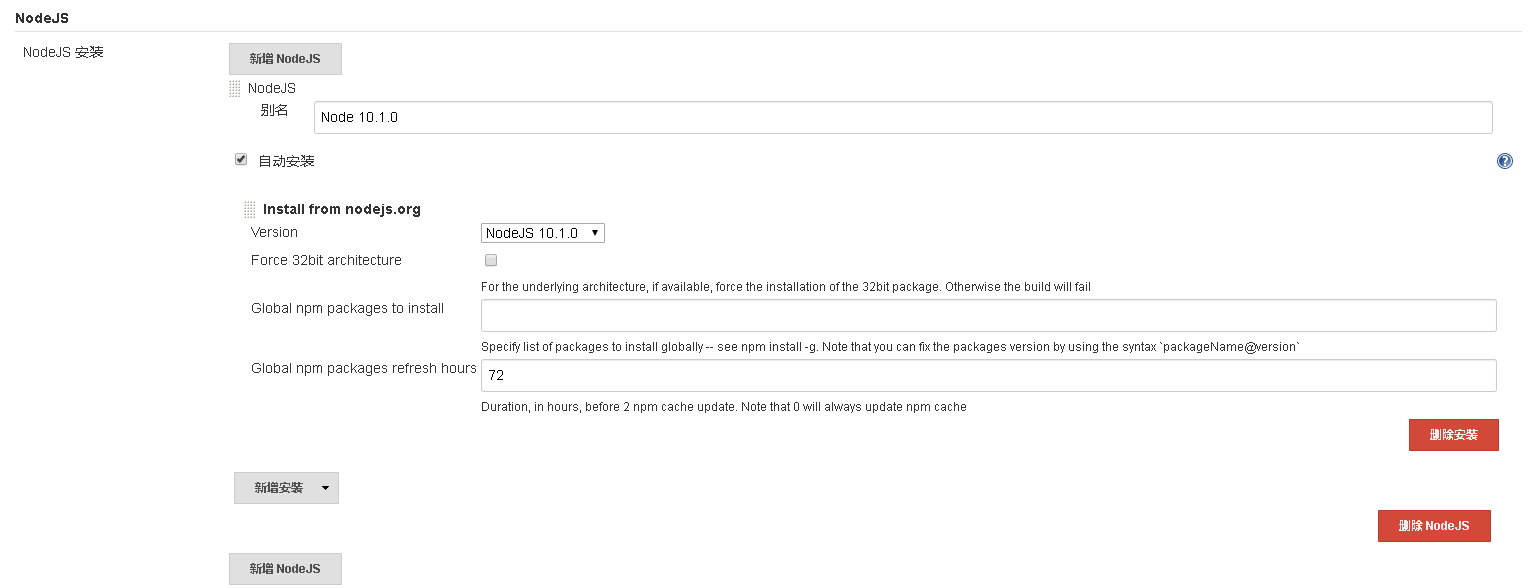 NodeJS
NodeJS 安装
新增 NodeJS
NodeJS
别名
Node 10.1.0
自动安装
Install from nodejs.org
Version
NodeJS 10.1.0
Force 32bit architecture
For the underlying architecture, if available, force the installation of the 32bit package. Otherwise the build will fail
Global npm packages to install
Specify list of packages to install globally -- see npm install -g. Note that you can fix the packages version by using the syntax `packageName@version`
Global npm packages refresh hours
72
Duration, in hours, before 2 npm cache update. Note that 0 will always update npm cache
删除安装
新增安装
删除 NodeJS
新增 NodeJS